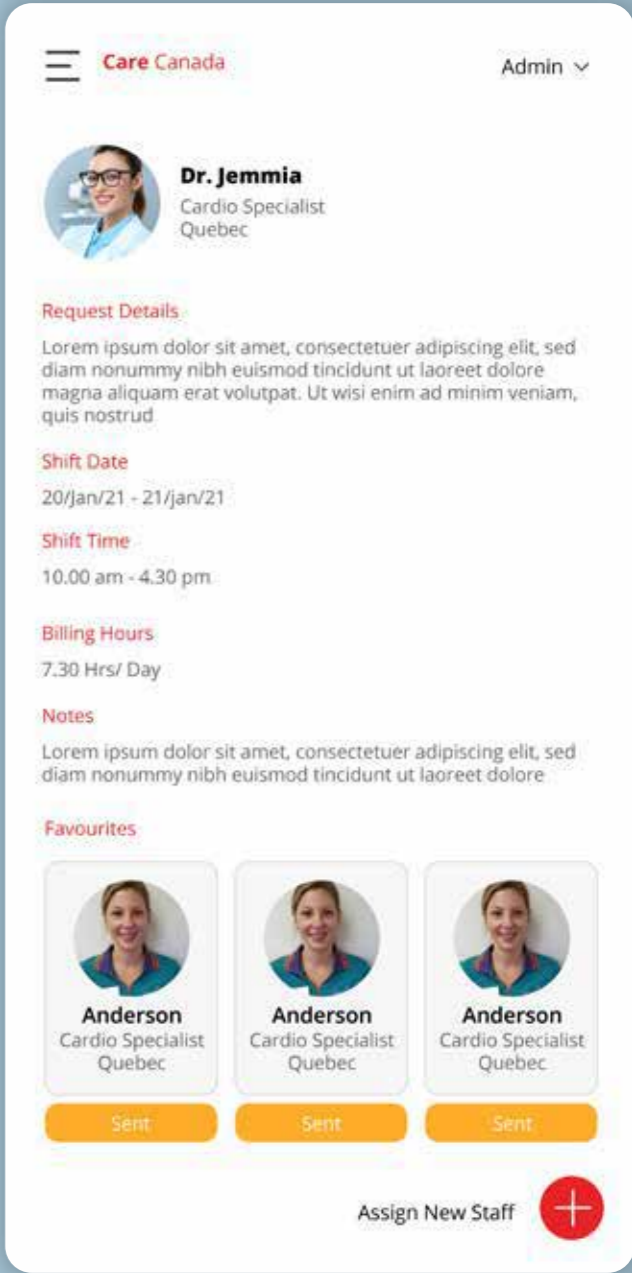 Care Canada
Admin
Dr. Jemmia
Cardio Specialist
Quebec
Request Details
Lorem ipsum dolor sit amet, consectetuer adipiscing elit, sed
diam nonummy nibh euismod tincidunt ut laoreet dolore
magna aliquam erat volutpat. Ut wisi enim ad minim veniam,
quis nostrud
Shift Date
20/Jan/21 - 21/jan/21
Shift Time
10.00 am - 4.30 pm
Billing Hours
7.30 Hrs/ Day
Notes
Lorem ipsum dolor sit amet, consectetuer adipiscing elit, sed
diam nonummy nibh euismod tincidunt ut laoreet dolore
Favourites
Anderson
Cardio Specialist
Quebec
Sent
Anderson
Cardio Specialist
Quebec
Sent
Anderson
Cardio Specialist
Quebec
Sent
Assign New Staff